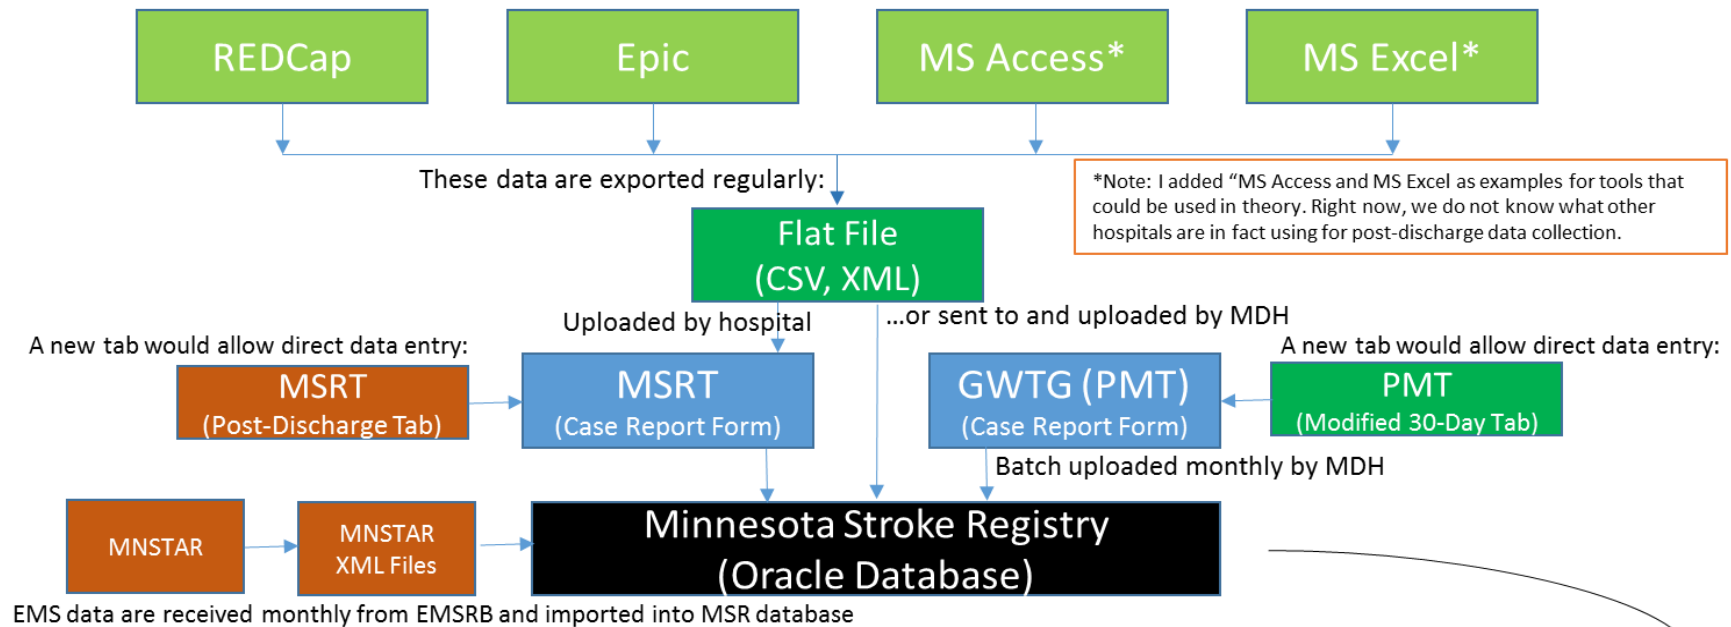 REDCap
Epic
MS Access*
MS Excel*
These data are exported regularly:
*Note: I added “MS Access and MS Excel as examples for tools that
could be used in theory. Right now, we do not know what other
hospitals are in fact using for post-discharge data collection.
Flat File
(CSV, XML)
Uploaded by hospital
...or sent to and uploaded by MDH
A new tab would allow direct data entry:
A new tab would allow direct data entry:
MSRT
(Post-Discharge Tab)
MSRT
(Case Report Form)
GWTG (PMT)
(Case Report Form)
PMT
(Modified 30-Day Tab)
Batch uploaded monthly by MDH
MNSTAR
MNSTAR
XML Files
Minnesota Stroke Registry
(Oracle Database)
EMS data are received monthly from EMSRB and imported into MSR database